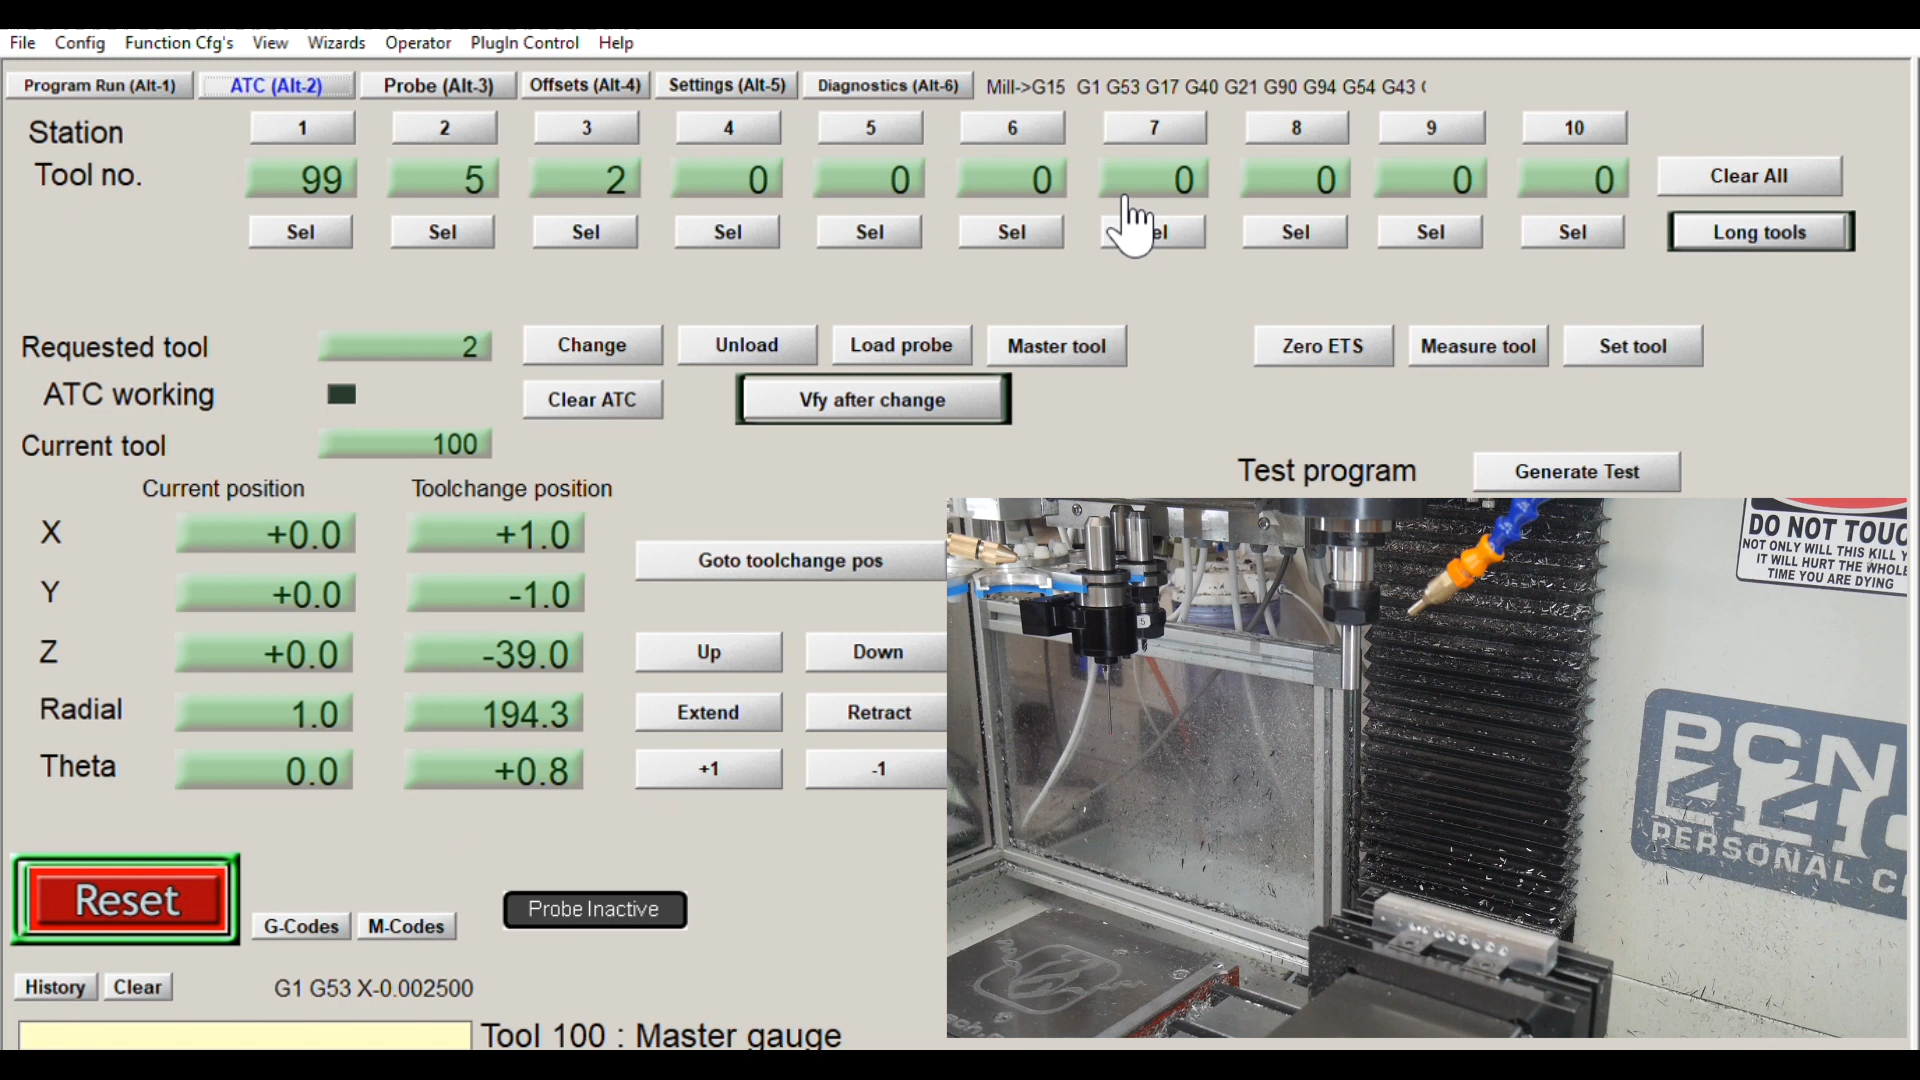 File Config Function Cfg's View Wizards Operator PlugIn Control Help
Program Run (Alt-1) ATC (Alt-2) Probe (Alt-3) Offsets (Alt-4) Settings (Alt-5) Diagnostics (Alt-6) Mill->G15 G1 G53 G17 G40 G21 G90 G94 G54 G43
Station 1 2 3 4 5 6 7 8 9 10
Tool no. 99 5 2 0 0 0 0 0 0 0 Clear All
Sel Sel Sel Sel Sel Sel Sel Sel Sel Long tools
Requested tool 2 Change Unload Load probe Master tool Zero ETS Measure tool Set tool
ATC working Clear ATC Vfy after change
Current tool 100
Test program Generate Test
Current position Toolchange position
X +0.0 +1.0 Goto toolchange pos
Y +0.0 -1.0
Z +0.0 -39.0 Up Down
Radial 1.0 194.3 Extend Retract
Theta 0.0 +0.8 +1 -1
Reset G-Codes M-Codes Probe Inactive
History Clear G1 G53 X-0.002500
Tool 100 : Master gauge
DO NOT TOUC
NOT ONLY WILL THIS KILL Y
IT WILL HURT THE WHOLE
TIME YOU ARE DYING
5
PCN
440
PERSONAL C